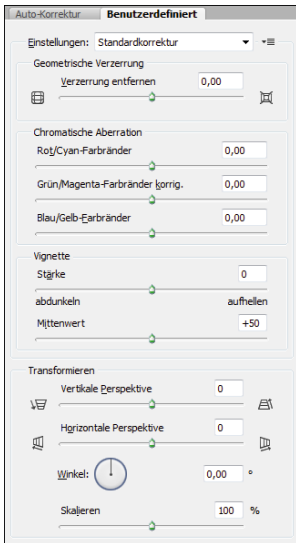 Auto-Korrektur Benutzerdefiniert
Einstellungen: Standardkorrektur
Geometrische Verzerrung
Verzerrung entfernen 0,00
Chromatische Aberration
Rot/Cyan-Farbränder 0,00
Grün/Magenta-Farbränder korrig. 0,00
Blau/Gelb-Farbränder 0,00
Vignette
Stärke 0
abdunkeln aufhellen
Mittenwert +50
Transformieren
Vertikale Perspektive 0
Horizontale Perspektive 0
Winkel: 0,00 °
Skalieren 100 %